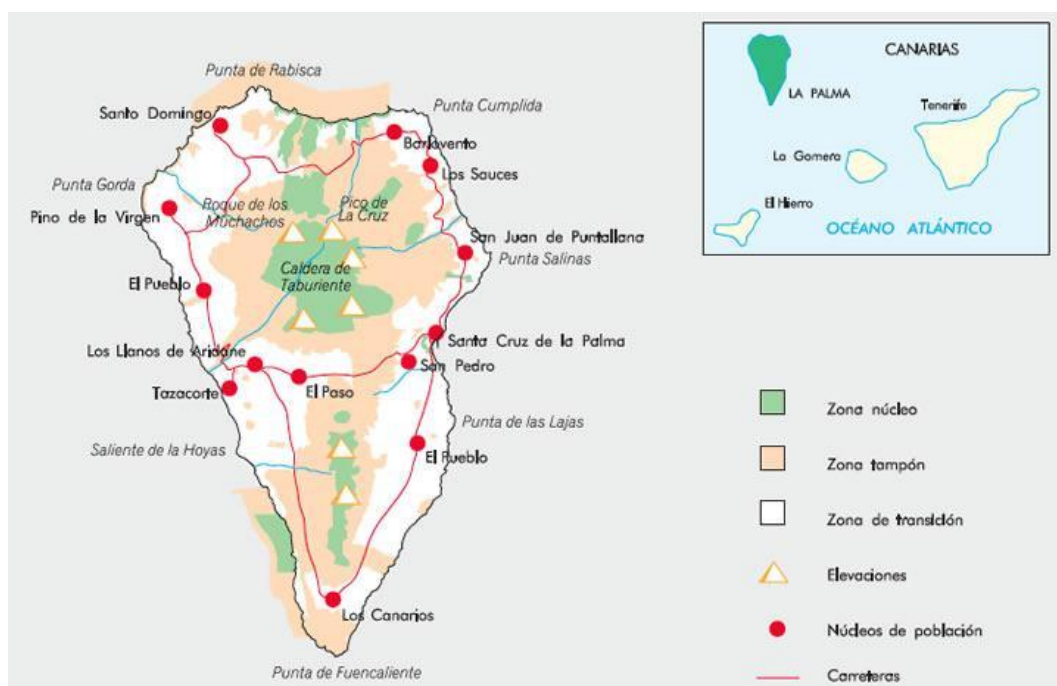 Punta de Rabisca
Santo Domingo
Punta Cumplida
Barlovento
Los Sauces
Punta Gorda
Pino de la Virgen
Roque de los
Muchachos
Pico de
La Cruz
San Juan de Puntallana
Punta Salinas
Caldera de
Taburiente
El Pueblo
Santa Cruz de la Palma
Los Llanos de Aridane
San Pedro
Tazacorte
El Paso
Punta de las Lajas
Saliente de la Hoyas
El Pueblo
Los Canarios
Punta de Fuencaliente
CANARIAS
LA PALMA
Tenerife
La Gomera
El Hierro
OCÉANO ATLÁNTICO
Zona núcleo
Zona tampón
Zona de transición
Elevaciones
Núcleos de población
Carreteras